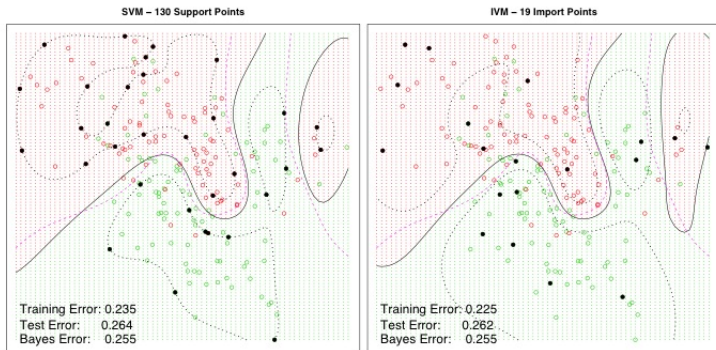 SVM – 130 Support Points
Training Error: 0.235
Test Error: 0.264
Bayes Error: 0.255
IVM – 19 Import Points
Training Error: 0.225
Test Error: 0.262
Bayes Error: 0.255